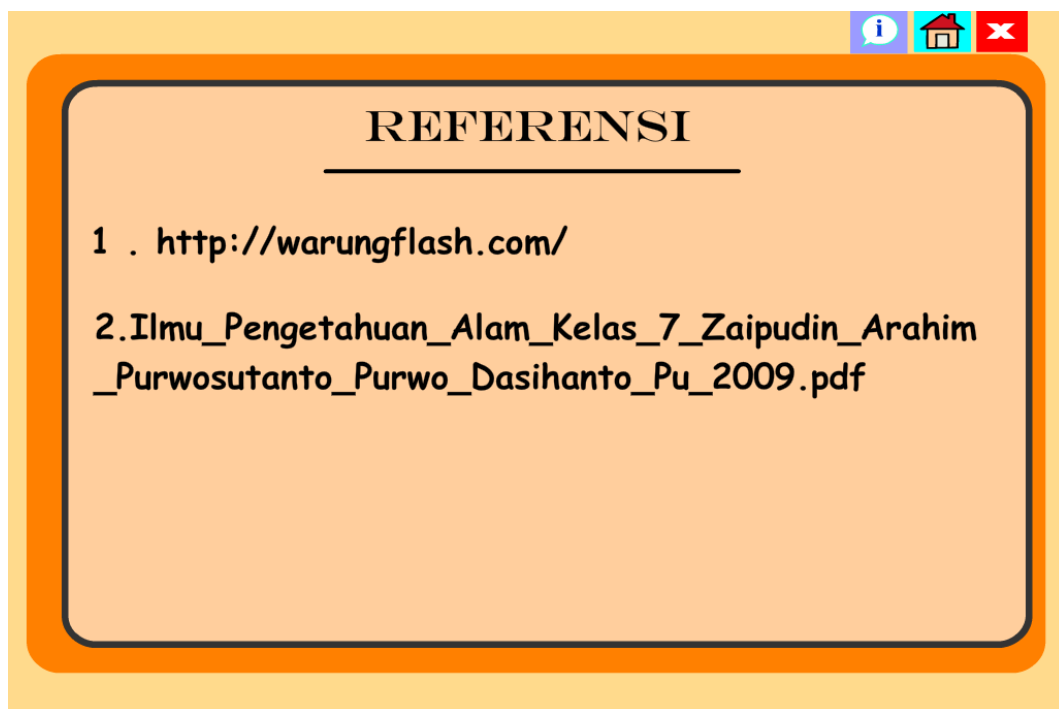 i
x
REFERENSI
1 . http://warungflash.com/
2.Ilmu_Pengetahuan_Alam_Kelas_7_Zaipudin_Arahim
_Purwosutanto_Purwo_Dasihanto_Pu_2009.pdf